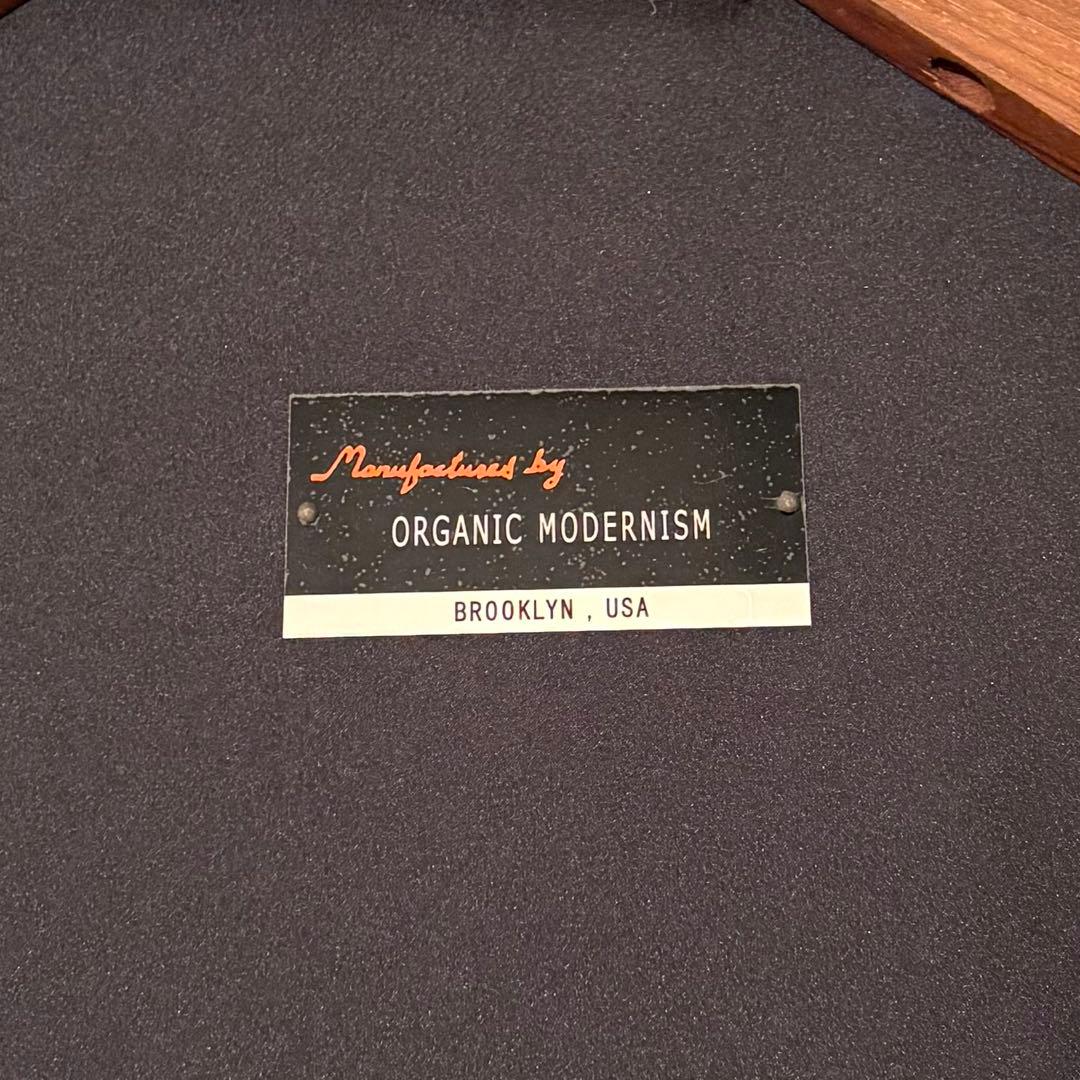 Manufactured by
ORGANIC MODERNISM
BROOKLYN , USA